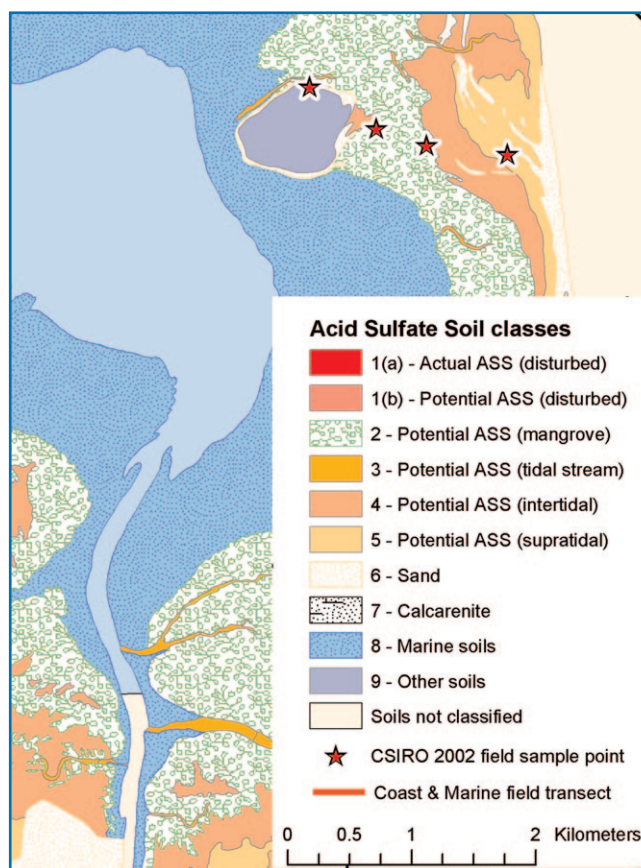 Acid Sulfate Soil classes
1(a) - Actual ASS (disturbed)
1(b) - Potential ASS (disturbed)
2 - Potential ASS (mangrove)
3 - Potential ASS (tidal stream)
4 - Potential ASS (intertidal)
5 - Potential ASS (supratidal)
6 - Sand
7 - Calcarenite
8 - Marine soils
9 - Other soils
Soils not classified
CSIRO 2002 field sample point
Coast & Marine field transect
0 0.5 1 2 Kilometers